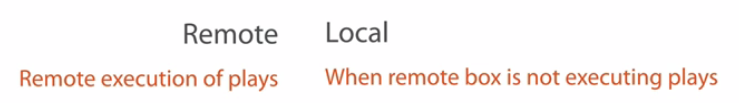 Remote Local
Remote execution of plays When remote box is not executing plays